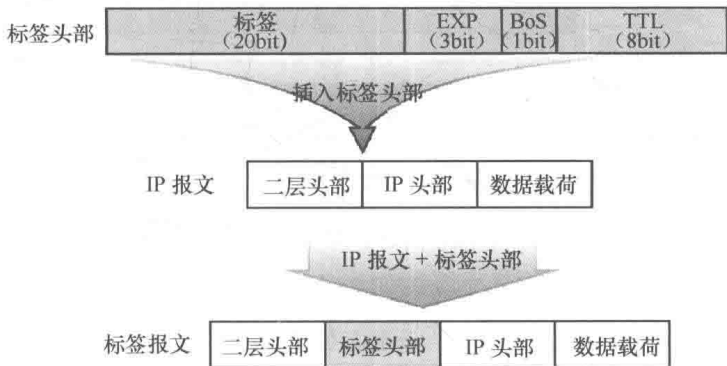 标签 EXP BoS TTL
标签头部 (20bit) (3bit) (1bit) (8bit)
插入标签头部
IP 报文 二层头部 IP 头部 数据载荷
IP 报文 + 标签头部
标签报文 二层头部 标签头部 IP 头部 数据载荷